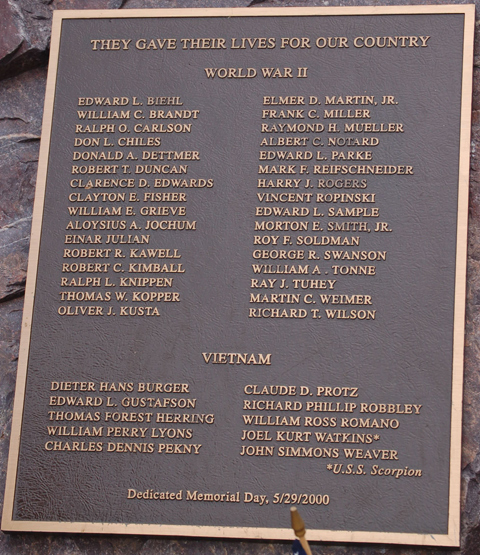 THEY GAVE THEIR LIVES FOR OUR COUNTRY
WORLD WAR II
EDWARD L. BIEHL
WILLIAM C. BRANDT
RALPH O. CARLSON
DON L. CHILES
DONALD A. DETTMER
ROBERT T. DUNCAN
CLARENCE D. EDWARDS
CLAYTON E. FISHER
WILLIAM E. GRIEVE
ALOYSIUS A. JOCHUM
EINAR JULIAN
ROBERT R. KAWELL
ROBERT C. KIMBALL
RALPH L. KNIPPEN
THOMAS W. KOPPER
OLIVER J. KUSTA
ELMER D. MARTIN, JR.
FRANK C. MILLER
RAYMOND H. MUELLER
ALBERT C. NOTARD
EDWARD L. PARKE
MARK F. REIFSCHNEIDER
HARRY J. ROGERS
VINCENT ROPINSKI
EDWARD L. SAMPLE
MORTON E. SMITH, JR.
ROY F. SOLDMAN
GEORGE R. SWANSON
WILLIAM A . TONNE
RAY J. TUHEY
MARTIN C. WEIMER
RICHARD T. WILSON
VIETNAM
DIETER HANS BURGER
EDWARD L. GUSTAFSON
THOMAS FOREST HERRING
WILLIAM PERRY LYONS
CHARLES DENNIS PEKNY
CLAUDE D. PROTZ
RICHARD PHILLIP ROBBLEY
WILLIAM ROSS ROMANO
JOEL KURT WATKINS*
JOHN SIMMONS WEAVER
*U.S.S. Scorpion
Dedicated Memorial Day, 5/29/2000